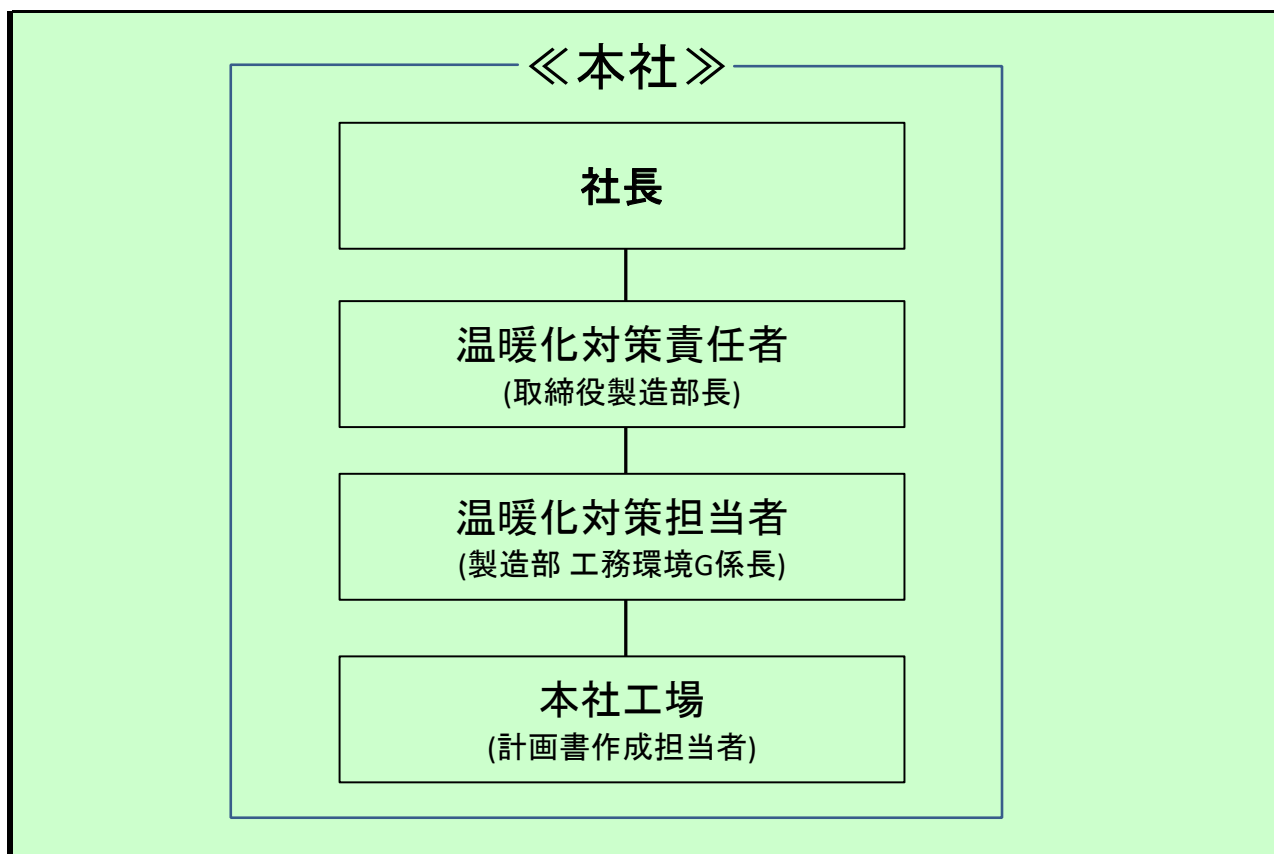 ≪本社≫
社長
温暖化対策責任者
(取締役製造部長)
温暖化対策担当者
(製造部 工務環境G係長)
本社工場
(計画書作成担当者)